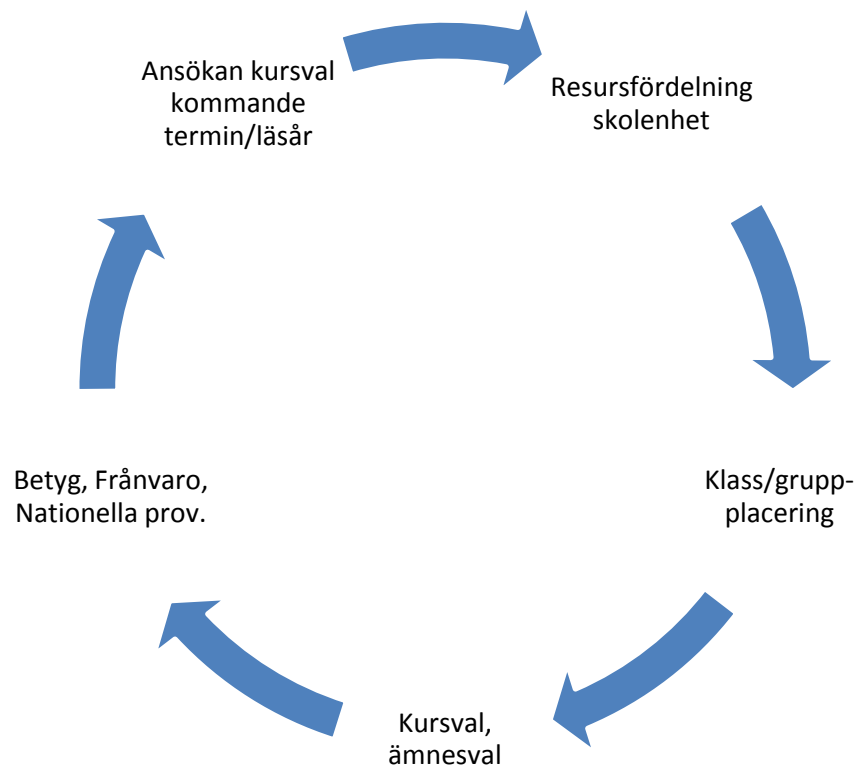 Ansökan kursval
kommande
termin/läsår
Resursfördelning
skolenhet
Klass/grupp-
placering
Kursval,
ämnesval
Betyg, Frånvaro,
Nationella prov.